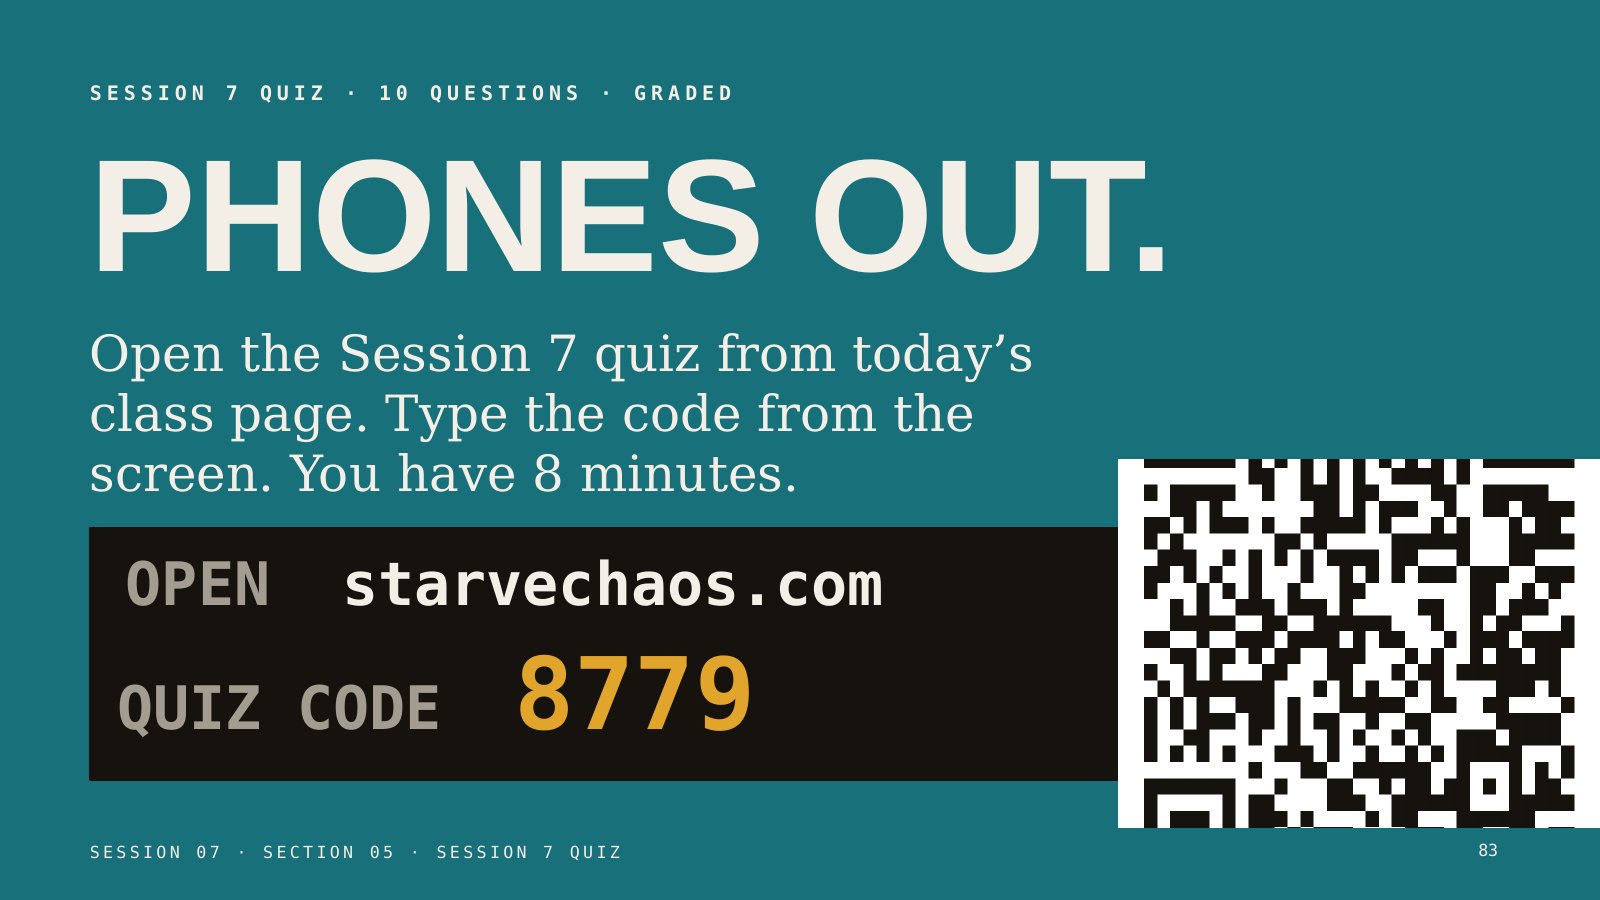 SESSION 7 QUIZ · 10 QUESTIONS · GRADED
PHONES OUT.
Open the Session 7 quiz from today’s
class page. Type the code from the
screen. You have 8 minutes.
OPEN starvechaos.com
QUIZ CODE 8779
SESSION 07 · SECTION 05 · SESSION 7 QUIZ
83